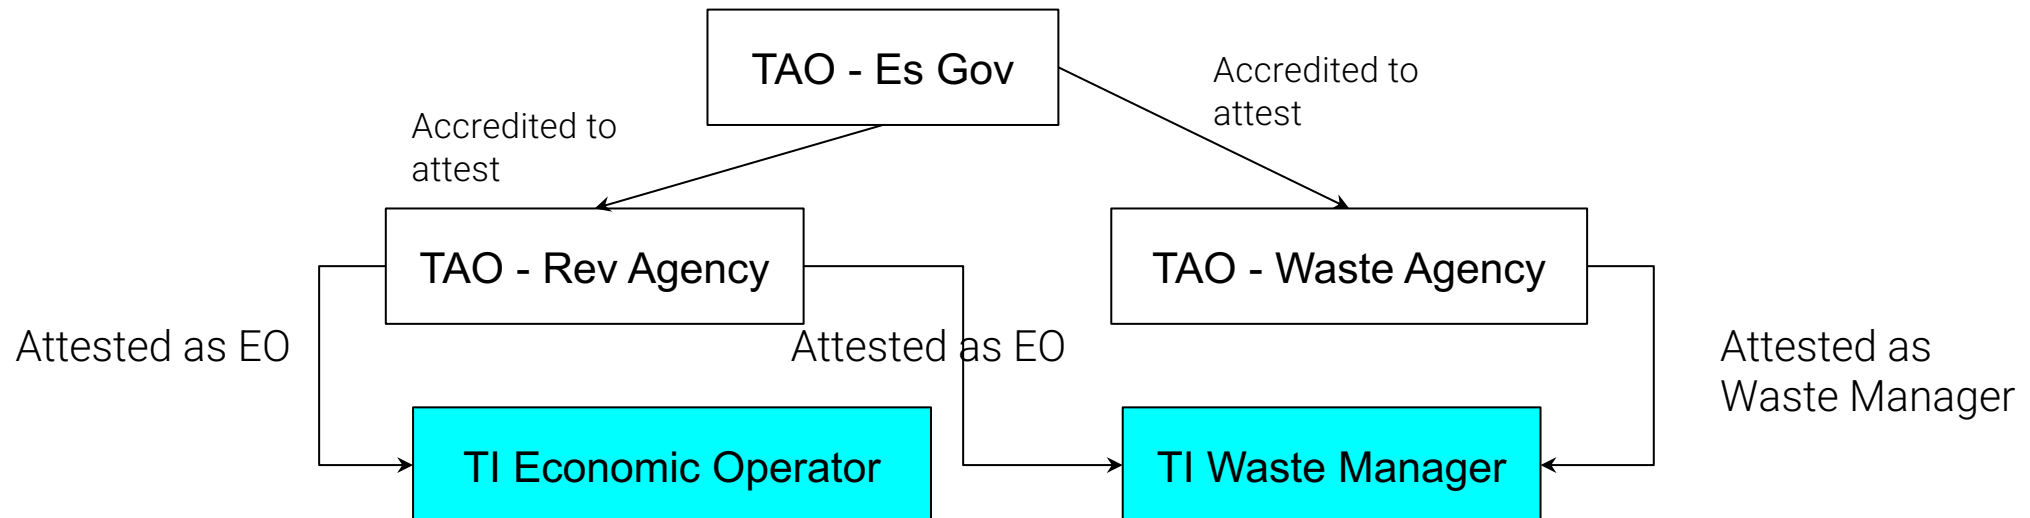 TAO - Es Gov
Accredited to
attest
Accredited to
attest
TAO - Rev Agency
TAO - Waste Agency
Attested as EO
Attested as EO
Attested as
Waste Manager
TI Economic Operator
TI Waste Manager